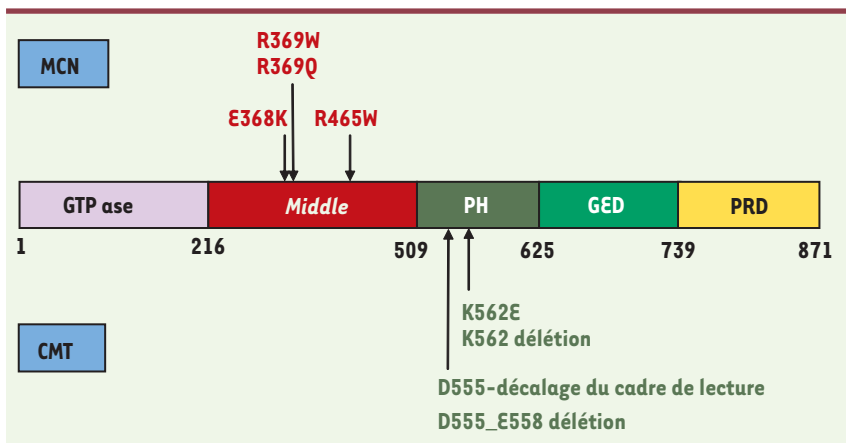 R369W
MCN
R369Q
E368K R465W
GTP ase Middle PH GED PRD
1 216 509 625 739 871
K562E
K562 délétion
CMT
D555-décalage du cadre de lecture
D555_E558 délétion